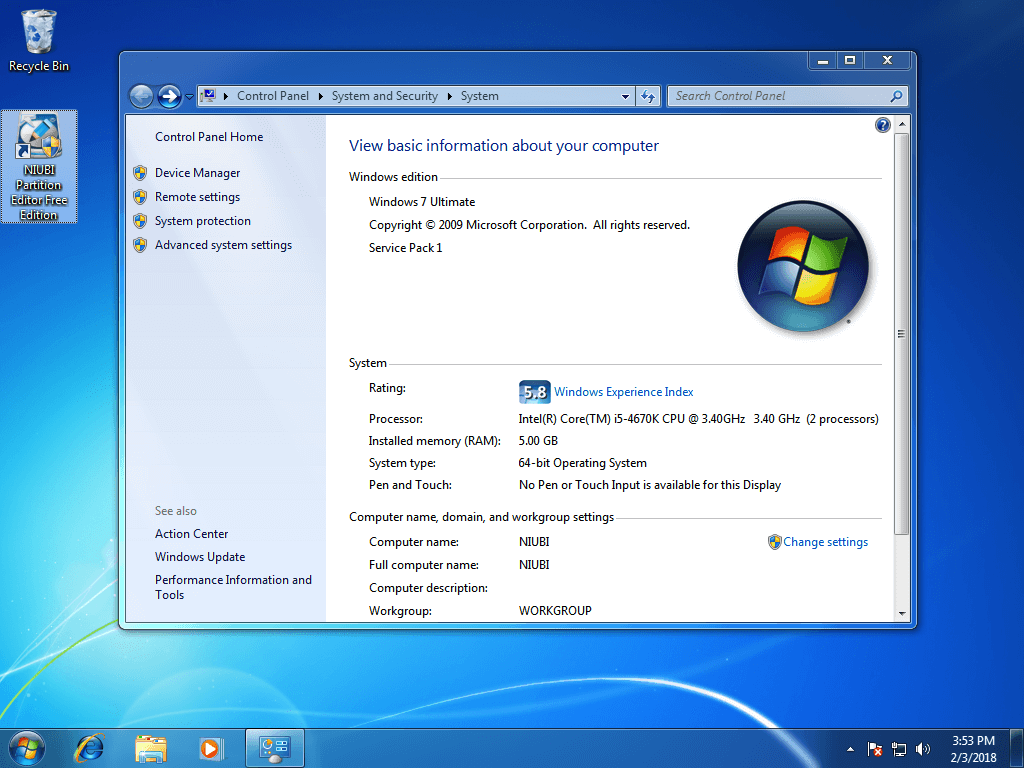 Recycle Bin
NIUBI
Partition
Editor Free
Edition
Control Panel System and Security System
Search Control Panel
Control Panel Home
Device Manager
Remote settings
System protection
Advanced system settings
See also
Action Center
Windows Update
Performance Information and
Tools
View basic information about your computer
Windows edition
Windows 7 Ultimate
Copyright © 2009 Microsoft Corporation. All rights reserved.
Service Pack 1
System
Rating: 5.8 Windows Experience Index
Processor: Intel(R) Core(TM) i5-4670K CPU @ 3.40GHz 3.40 GHz (2 processors)
Installed memory (RAM): 5.00 GB
System type: 64-bit Operating System
Pen and Touch: No Pen or Touch Input is available for this Display
Computer name, domain, and workgroup settings
Computer name: NIUBI Change settings
Full computer name: NIUBI
Computer description:
Workgroup: WORKGROUP
3:53 PM
2/3/2018